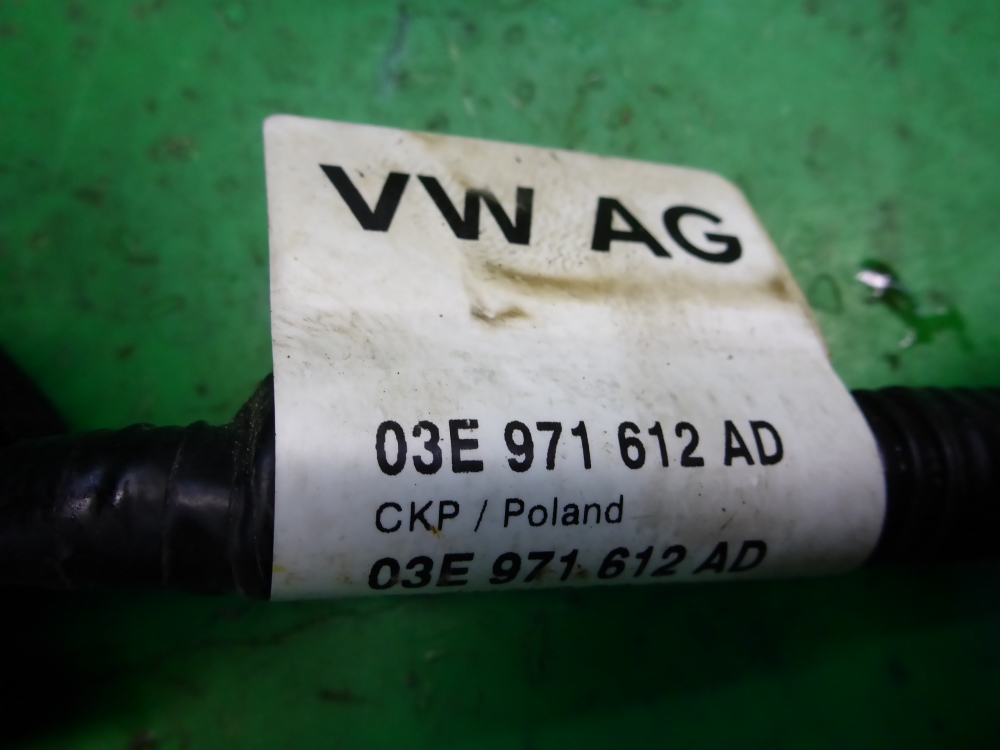 VW AG
03E 971 612 AD
CKP / Poland
03E 971 612 AD